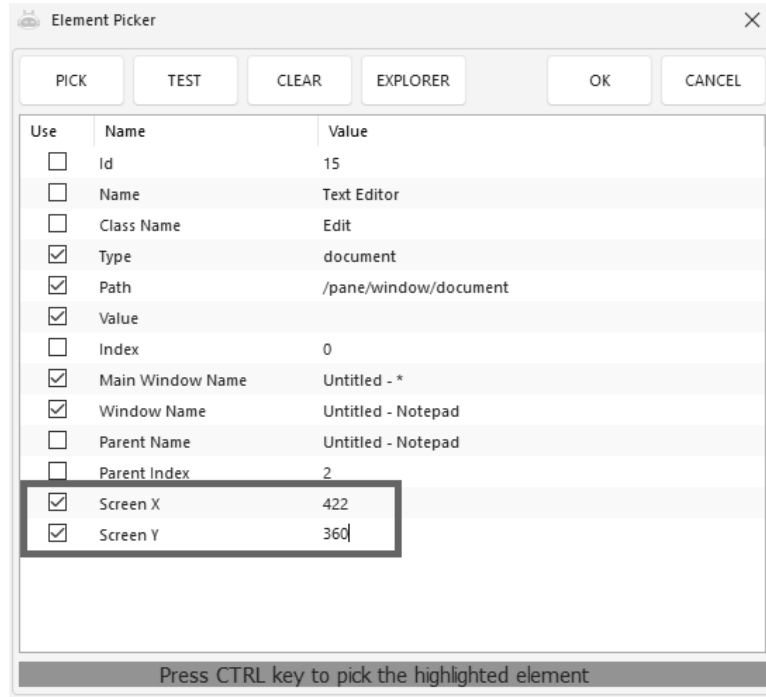 Element Picker
PICK TEST CLEAR EXPLORER OK CANCEL
Use Name Value
Id 15
Name Text Editor
Class Name Edit
Type document
Path /pane/window/document
Value
Index 0
Main Window Name Untitled - *
Window Name Untitled - Notepad
Parent Name Untitled - Notepad
Parent Index 2
Screen X 422
Screen Y 360
Press CTRL key to pick the highlighted element